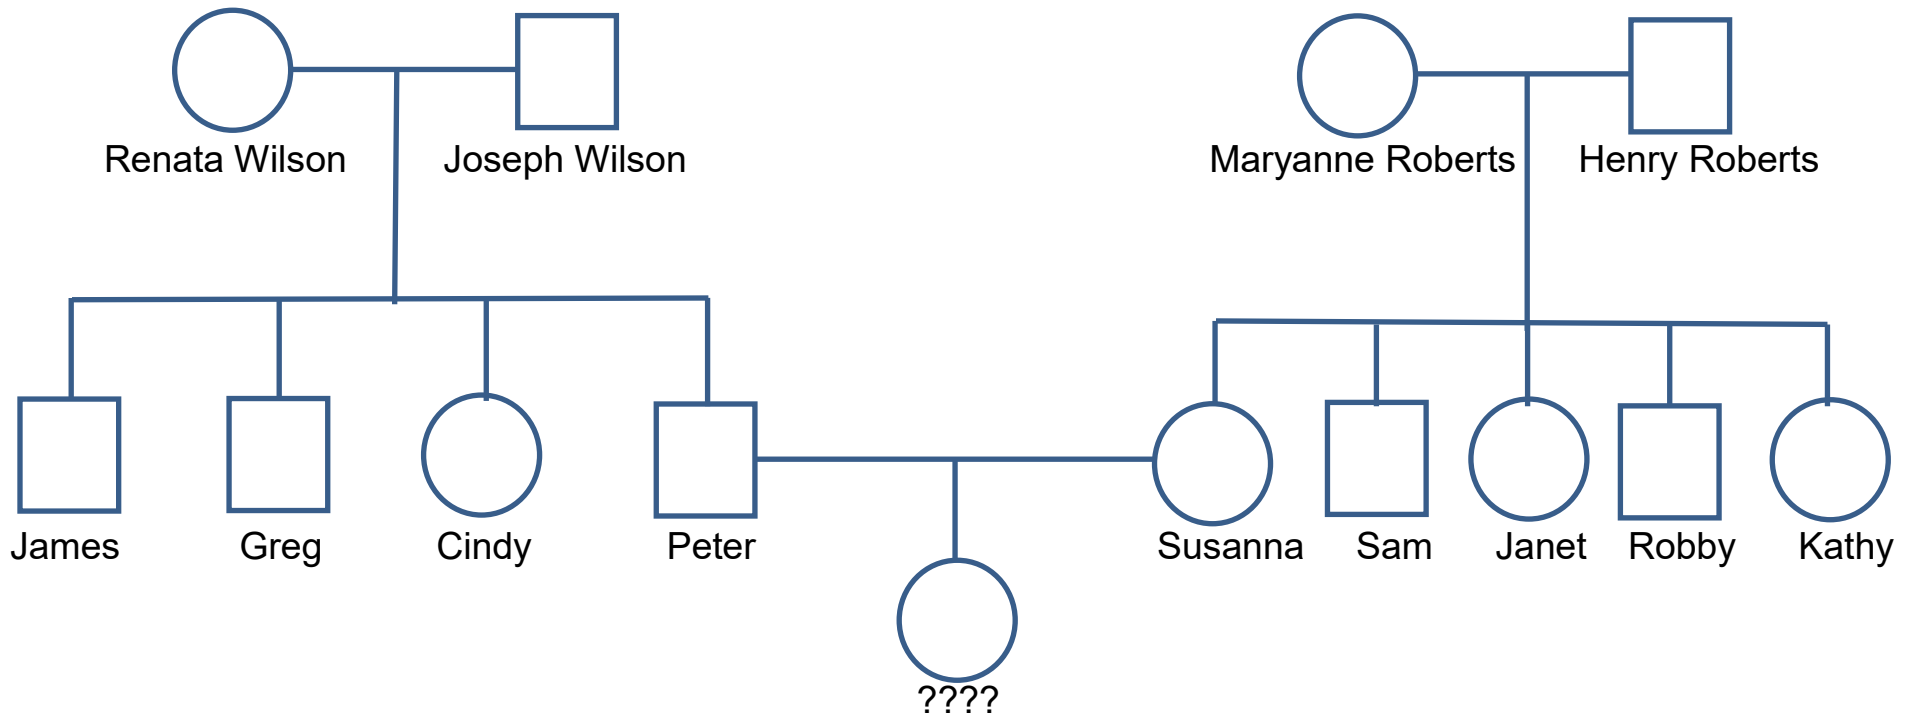 Renata Wilson
Joseph Wilson
Maryanne Roberts
Henry Roberts
James
Greg
Cindy
Peter
Susanna
Sam
Janet
Robby
Kathy
????